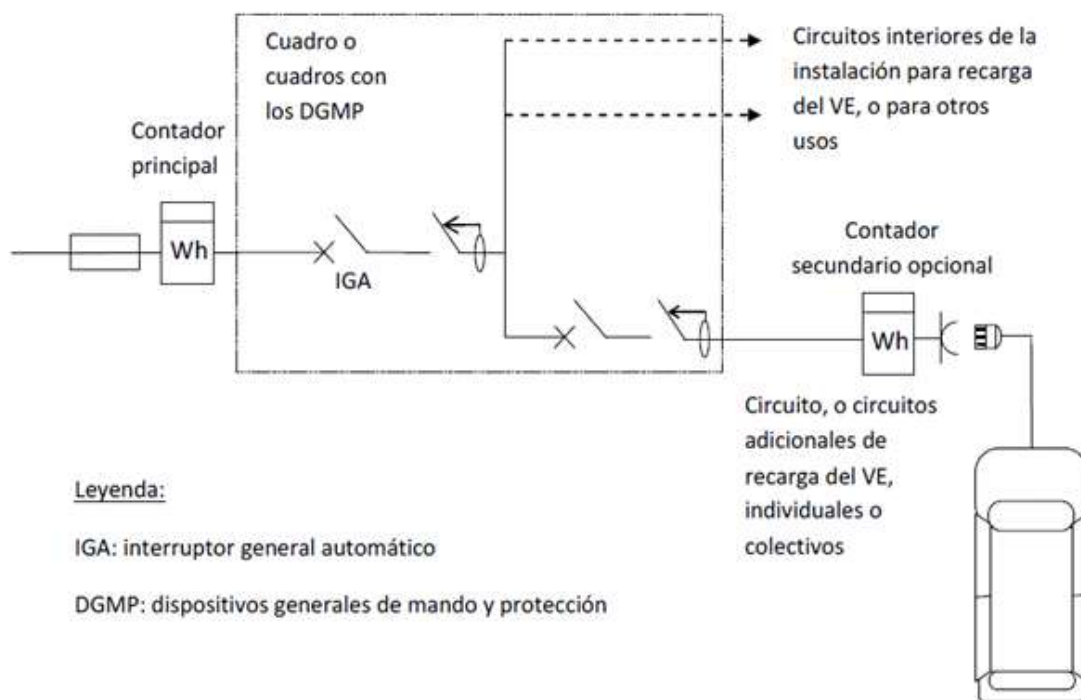 Cuadro o
cuadros con
los DGMP
Circuitos interiores de la
instalación para recarga
del VE, o para otros
usos
Contador
principal
Wh
IGA
Contador
secundario opcional
Wh
Circuito, o circuitos
adicionales de
recarga del VE,
individuales o
colectivos
Leyenda:
IGA: interruptor general automático
DGMP: dispositivos generales de mando y protección